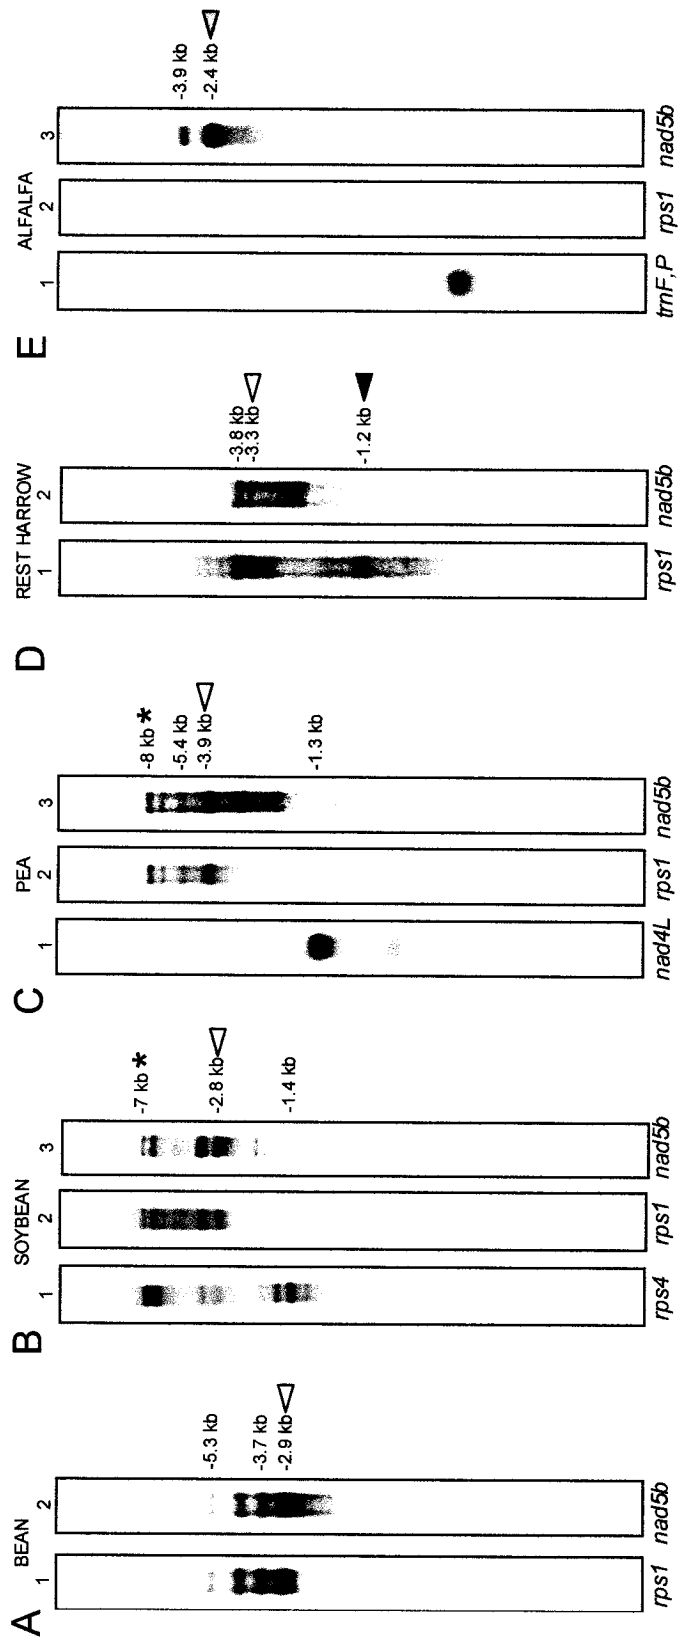 A
BEAN
1 2
-5.3 kb
-3.7 kb
-2.9 kb
rps1 nad5b
B
SOYBEAN
1 2 3
-7 kb *
-2.8 kb
-1.4 kb
rps4 rps1 nad5b
C
PEA
1 2 3
-8 kb *
-5.4 kb
-3.9 kb
-1.3 kb
nad4L rps1 nad5b
D
REST HARROW
1 2
-3.8 kb
-3.3 kb
-1.2 kb
rps1 nad5b
E
ALFALFA
1 2 3
-3.9 kb
-2.4 kb
trnF,P rps1 nad5b